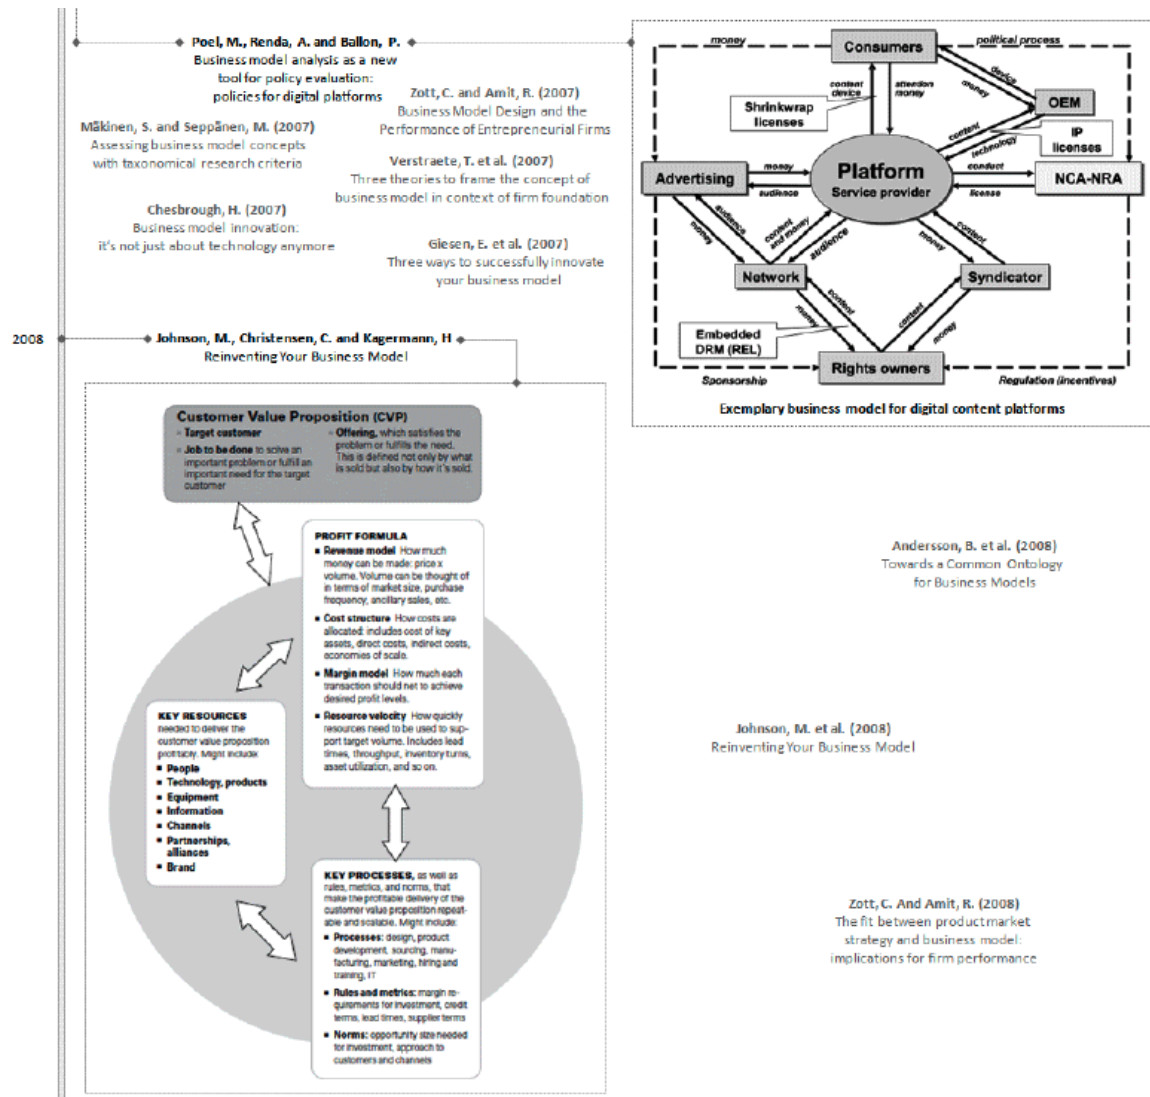 Poel, M., Renda, A. and Ballon, P.
Business model analysis as a new
tool for policy evaluation:
policies for digital platforms
Zott, C. and Amit, R. (2007)
Business Model Design and the
Performance of Entrepreneurial Firms
Mäkinen, S. and Seppänen, M. (2007)
Assessing business model concepts
with taxonomical research criteria
Verstraete, T. et al. (2007)
Three theories to frame the concept of
business model in context of firm foundation
Chesbrough, H. (2007)
Business model innovation:
it's not just about technology anymore
Giesen, E. et al. (2007)
Three ways to successfully innovate
your business model
money
Consumers
political process
content
device
attention
money
device
money
Shrinkwrap
licenses
OEM
content
technology
IP
licenses
Platform
Service provider
Advertising
money
audience
conduct
license
NCA-NRA
audience
money
content
and money
audience
content
money
Network
Syndicator
content
money
content
money
Embedded
DRM (REL)
Rights owners
Sponsorship
Regulation (incentives)
Exemplary business model for digital content platforms
2008
Johnson, M., Christensen, C. and Kagermann, H
Reinventing Your Business Model
Customer Value Proposition (CVP)
Target customer
Job to be done to solve an
important problem or fulfill an
important need for the target
customer
Offering, which satisfies the
problem or fulfills the need.
This is defined not only by what
is sold but also by how it's sold.
PROFIT FORMULA
■ Revenue model How much
money can be made: price x
volume. Volume can be thought of
in terms of market size, purchase
frequency, ancillary sales, etc.
■ Cost structure How costs are
allocated: includes cost of key
assets, direct costs, indirect costs,
economies of scale.
■ Margin model How much each
transaction should net to achieve
desired profit levels.
■ Resource velocity How quickly
resources need to be used to sup-
port target volume. Includes lead
times, throughput, inventory turns,
asset utilization, and so on.
KEY RESOURCES
needed to deliver the
customer value proposition
profitably. Might include:
■ People
■ Technology, products
■ Equipment
■ Information
■ Channels
■ Partnerships,
alliances
■ Brand
KEY PROCESSES, as well as
rules, metrics, and norms, that
make the profitable delivery of the
customer value proposition repeat-
able and scalable. Might include:
■ Processes: design, product
development, sourcing, manu-
facturing, marketing, hiring and
training, IT
■ Rules and metrics: margin re-
quirements for investment, credit
terms, lead times, supplier terms
■ Norms: opportunity size needed
for investment, approach to
customers and channels
Andersson, B. et al. (2008)
Towards a Common Ontology
for Business Models
Johnson, M. et al. (2008)
Reinventing Your Business Model
Zott, C. And Amit, R. (2008)
The fit between product market
strategy and business model:
implications for firm performance